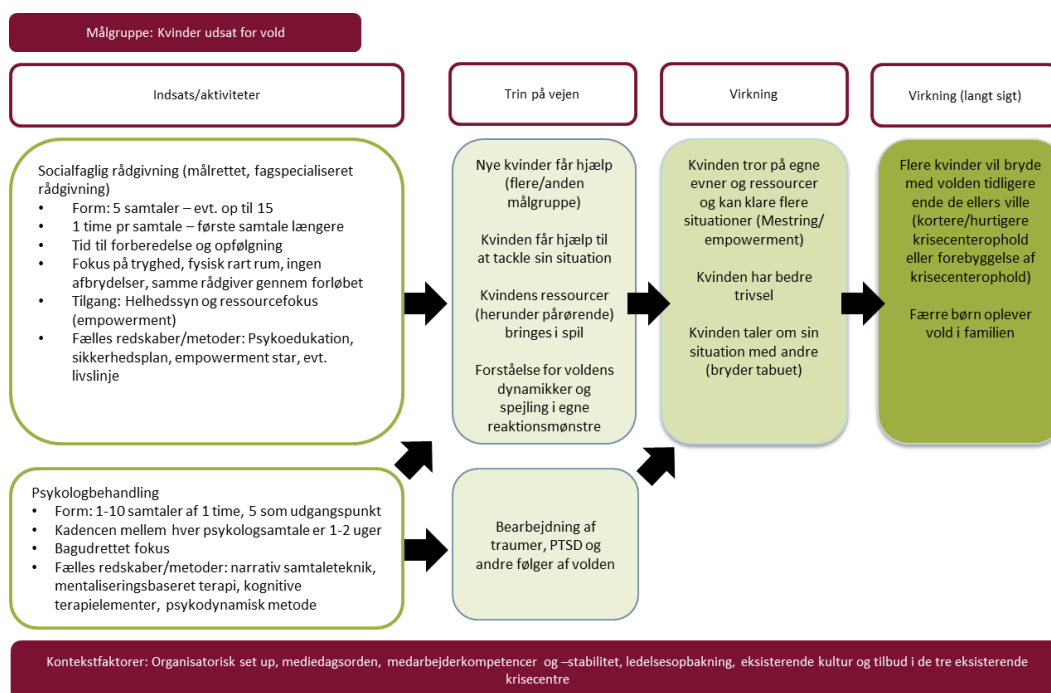 Målgruppe: Kvinder udsat for vold
Indsats/aktiviteter
Trin på vejen
Virkning
Virkning (langt sigt)
Socialfaglig rådgivning (målrettet, fagspecialiseret
rådgivning)
• Form: 5 samtaler – evt. op til 15
• 1 time pr samtale – første samtale længere
• Tid til forberedelse og opfølgning
• Fokus på tryghed, fysisk rart rum, ingen
afbrydelser, samme rådgiver gennem forløbet
• Tilgang: Helhedssyn og ressourcefokus
(empowerment)
• Fælles redskaber/metoder: Psykoedukation,
sikkerhedsplan, empowerment star, evt.
livslinje
Nye kvinder får hjælp
(flere/anden
målgruppe)
Kvinden får hjælp til
at tackle sin situation
Kvindens ressourcer
(herunder pårørende)
bringes i spil
Forståelse for voldens
dynamikker og
spejling i egne
reaktionsmønstre
Kvinden tror på egne
evner og ressourcer
og kan klare flere
situationer (Mestring/
empowerment)
Kvinden har bedre
trivsel
Kvinden taler om sin
situation med andre
(bryder tabuet)
Flere kvinder vil bryde
med volden tidligere
ende de ellers ville
(kortere/hurtigere
krisecenterophold
eller forebyggelse af
krisecenterophold)
Færre børn oplever
vold i familien
Psykologbehandling
• Form: 1-10 samtaler af 1 time, 5 som udgangspunkt
• Kadencen mellem hver psykologsamtale er 1-2 uger
• Bagudrettet fokus
• Fælles redskaber/metoder: narrativ samtaleteknik,
mentaliseringsbaseret terapi, kognitive
terapielementer, psykodynamisk metode
Bearbejdning af
traumer, PTSD og
andre følger af volden
Kontekstfaktorer: Organisatorisk set up, mediedagsorden, medarbejderkompetencer og –stabilitet, ledelsesopbakning, eksisterende kultur og tilbud i de tre eksisterende
krisecentre